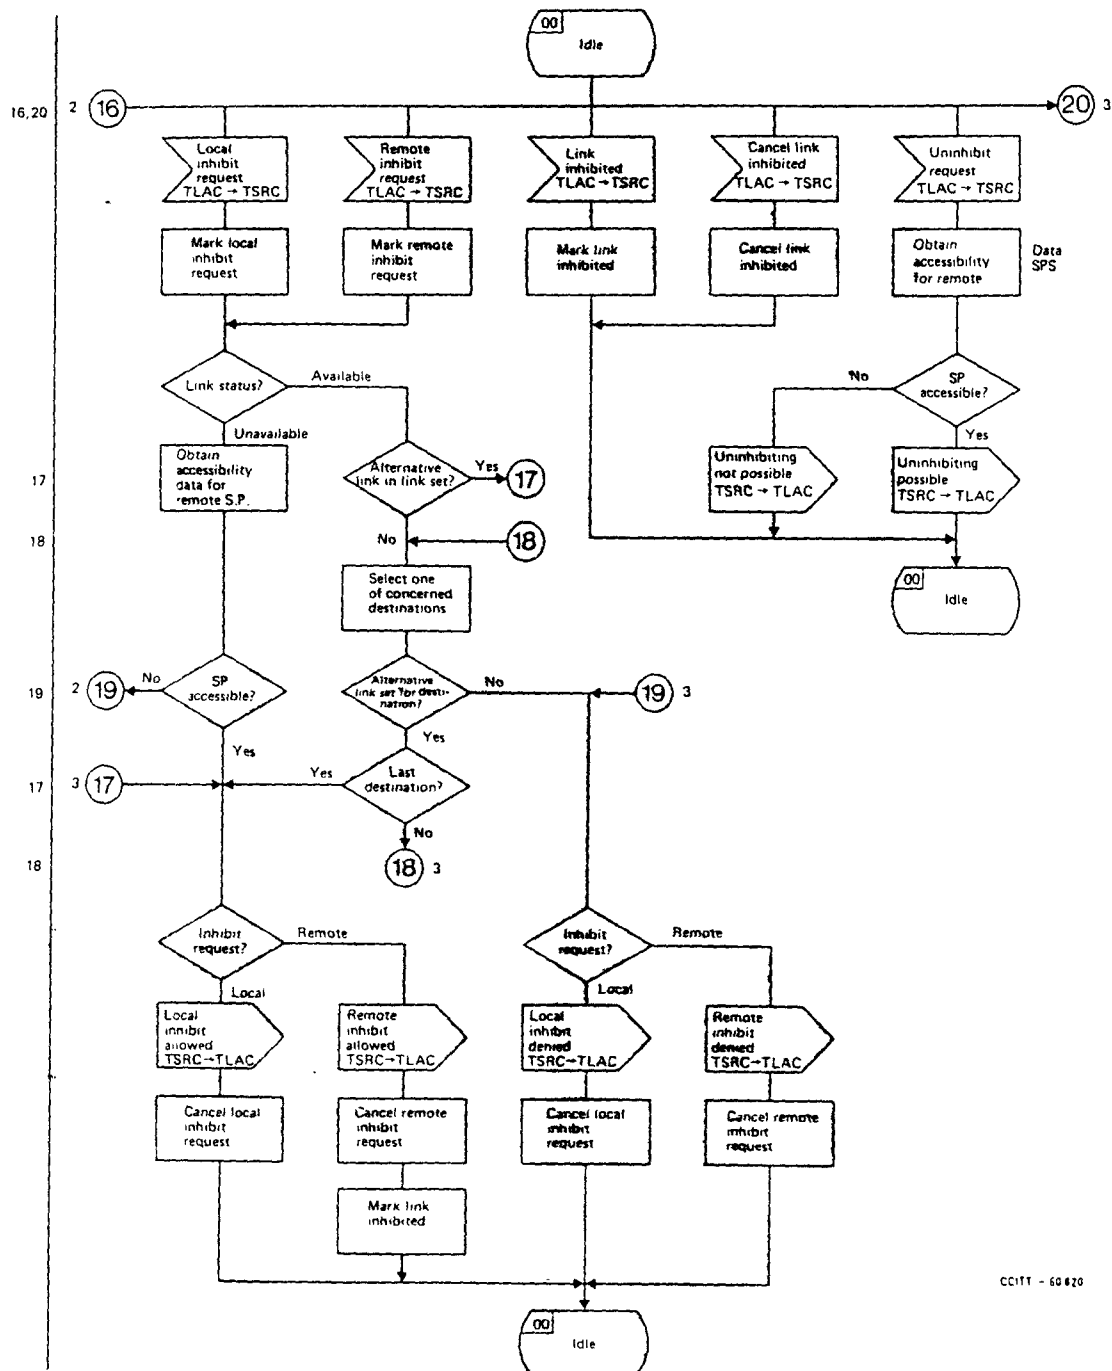 00
Idle
16,20
2
16
20
3
Local
inhibit
request
TLAC → TSRC
Remote
inhibit
request
TLAC → TSRC
Link
inhibited
TLAC → TSRC
Cancel link
inhibited
TLAC → TSRC
Uninhibit
request
TLAC → TSRC
Mark local
inhibit
request
Mark remote
inhibit
request
Mark link
inhibited
Cancel link
inhibited
Obtain
accessibility
for remote
Data
SPS
Link status?
Available
Unavailable
No
SP
accessible?
Yes
Obtain
accessibility
data for
remote S.P.
17
Alternative
link in link set?
Yes
17
Uninhibiting
not possible
TSRC → TLAC
Uninhibiting
possible
TSRC → TLAC
18
No
18
Select one
of concerned
destinations
00
Idle
19
2
19
No
SP
accessible?
Alternative
link set for desti-
nation?
No
19
3
Yes
Yes
17
3
17
Yes
Last
destination?
No
18
18
3
Inhibit
request?
Remote
Inhibit
request?
Remote
Local
Local
Local
inhibit
allowed
TSRC→TLAC
Remote
inhibit
allowed
TSRC→TLAC
Local
inhibit
denied
TSRC→TLAC
Remote
inhibit
denied
TSRC→TLAC
Cancel local
inhibit
request
Cancel remote
inhibit
request
Cancel local
inhibit
request
Cancel remote
inhibit
request
Mark link
inhibited
CCITT - 60820
00
Idle